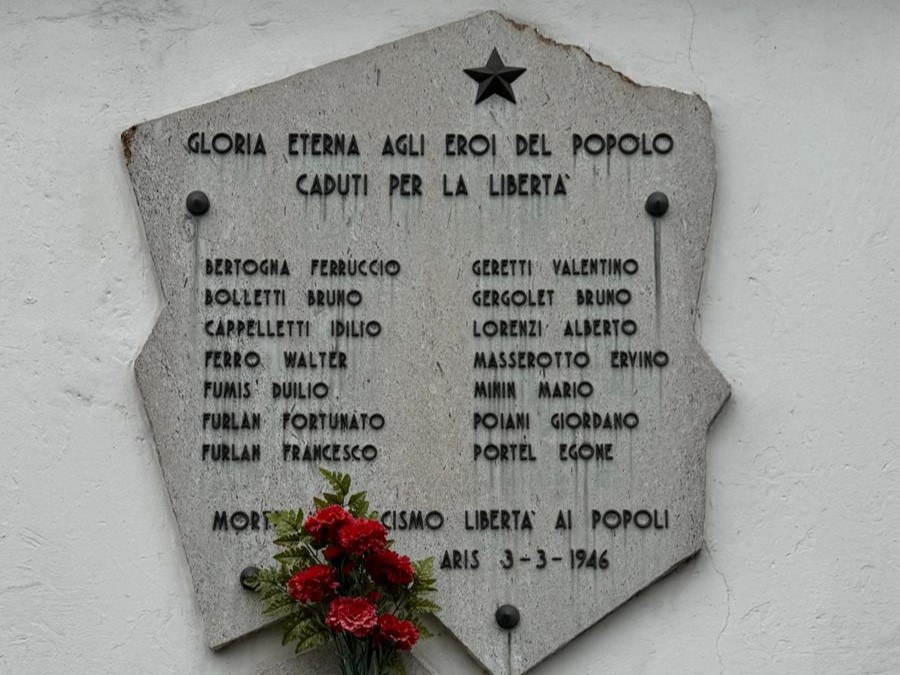 GLORIA ETERNA AGLI EROI DEL POPOLO
CADUTI PER LA LIBERTA'
BERTOGNA FERRUCCIO
BOLLETTI BRUNO
CAPPELLETTI IDILIO
FERRO WALTER
FUMIS DUILIO
FURLAN FORTUNATO
FURLAN FRANCESCO
GERETTI VALENTINO
GERGOLET BRUNO
LORENZI ALBERTO
MASSEROTTO ERVINO
MININ MARIO
POIANI GIORDANO
PORTEL EGONE
LIBERTA' AI POPOLI
ARIS 3-3-1946